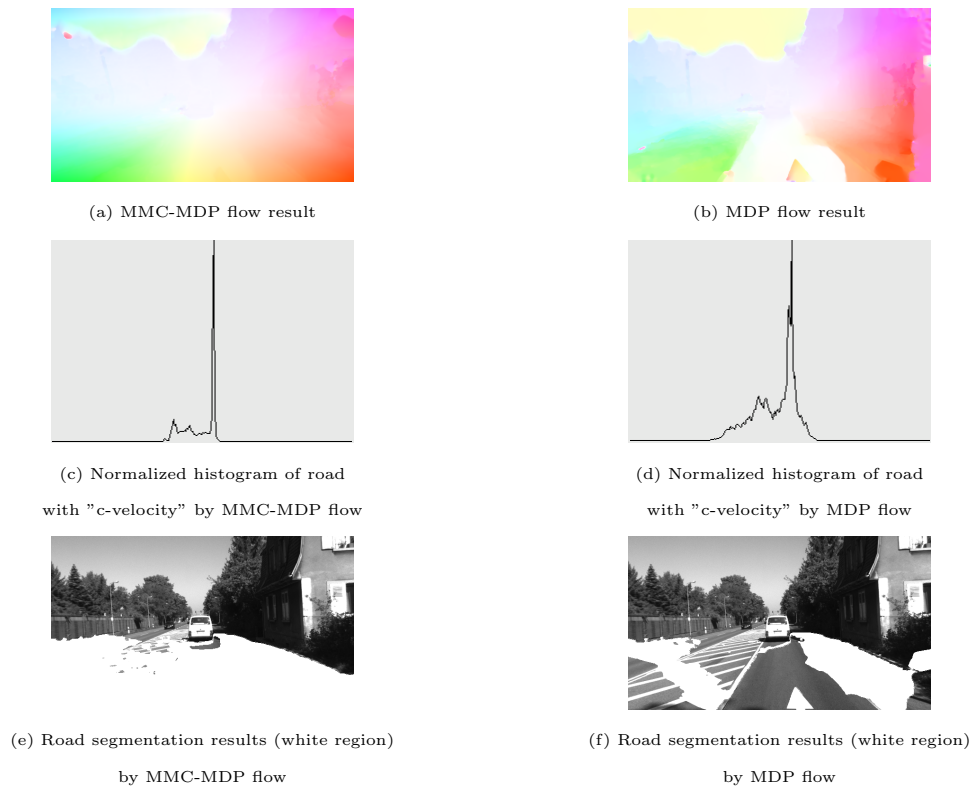 (a) MMC-MDP flow result
(b) MDP flow result
(c) Normalized histogram of road
with ”c-velocity” by MMC-MDP flow
(d) Normalized histogram of road
with ”c-velocity” by MDP flow
(e) Road segmentation results (white region)
by MMC-MDP flow
(f) Road segmentation results (white region)
by MDP flow